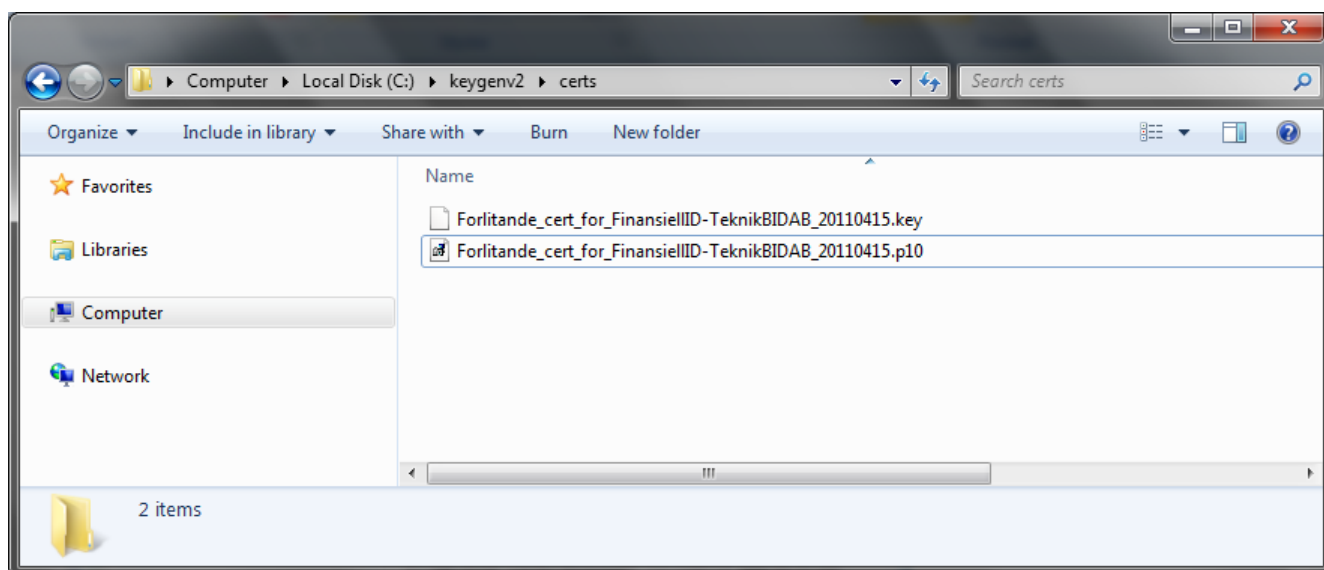 Computer Local Disk (C:) keygenv2 certs Search certs
Organize Include in library Share with Burn New folder
Favorites
Libraries
Computer
Network
Name
Forlitande_cert_for_FinansiellID-TeknikBIDAB_20110415.key
Forlitande_cert_for_FinansiellID-TeknikBIDAB_20110415.p10
2 items